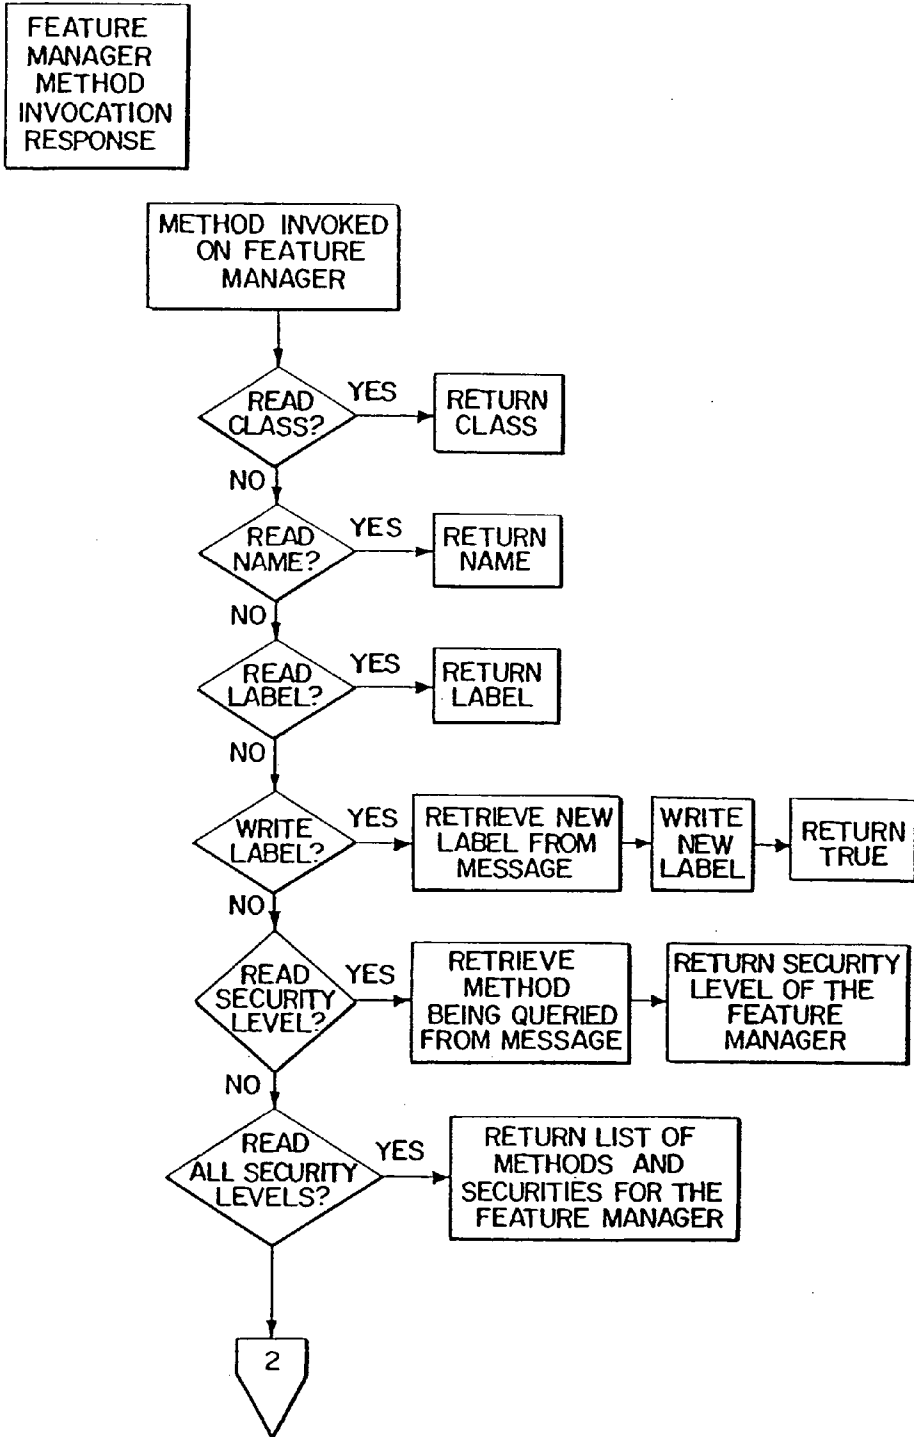 FEATURE
MANAGER
METHOD
INVOCATION
RESPONSE
METHOD INVOKED
ON FEATURE
MANAGER
READ
CLASS?
YES
RETURN
CLASS
NO
READ
NAME?
YES
RETURN
NAME
NO
READ
LABEL?
YES
RETURN
LABEL
NO
WRITE
LABEL?
YES
RETRIEVE NEW
LABEL FROM
MESSAGE
WRITE
NEW
LABEL
RETURN
TRUE
NO
READ
SECURITY
LEVEL?
YES
RETRIEVE
METHOD
BEING QUERIED
FROM MESSAGE
RETURN SECURITY
LEVEL OF THE
FEATURE
MANAGER
NO
READ
ALL SECURITY
LEVELS?
YES
RETURN LIST OF
METHODS AND
SECURITIES FOR THE
FEATURE MANAGER
2